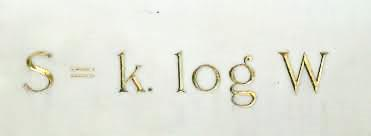 S = k. log W